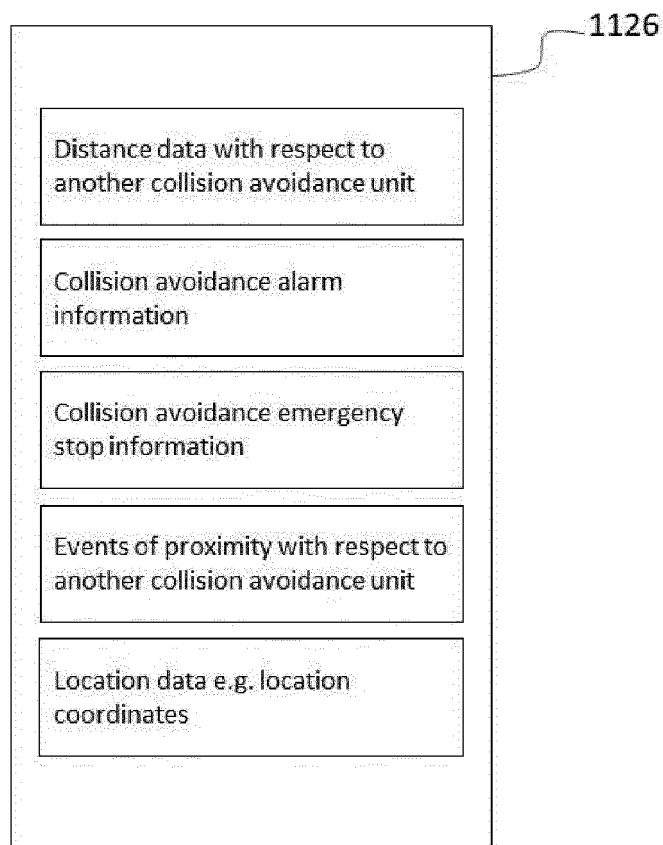 1126
Distance data with respect to
another collision avoidance unit
Collision avoidance alarm
information
Collision avoidance emergency
stop information
Events of proximity with respect to
another collision avoidance unit
Location data e.g. location
coordinates